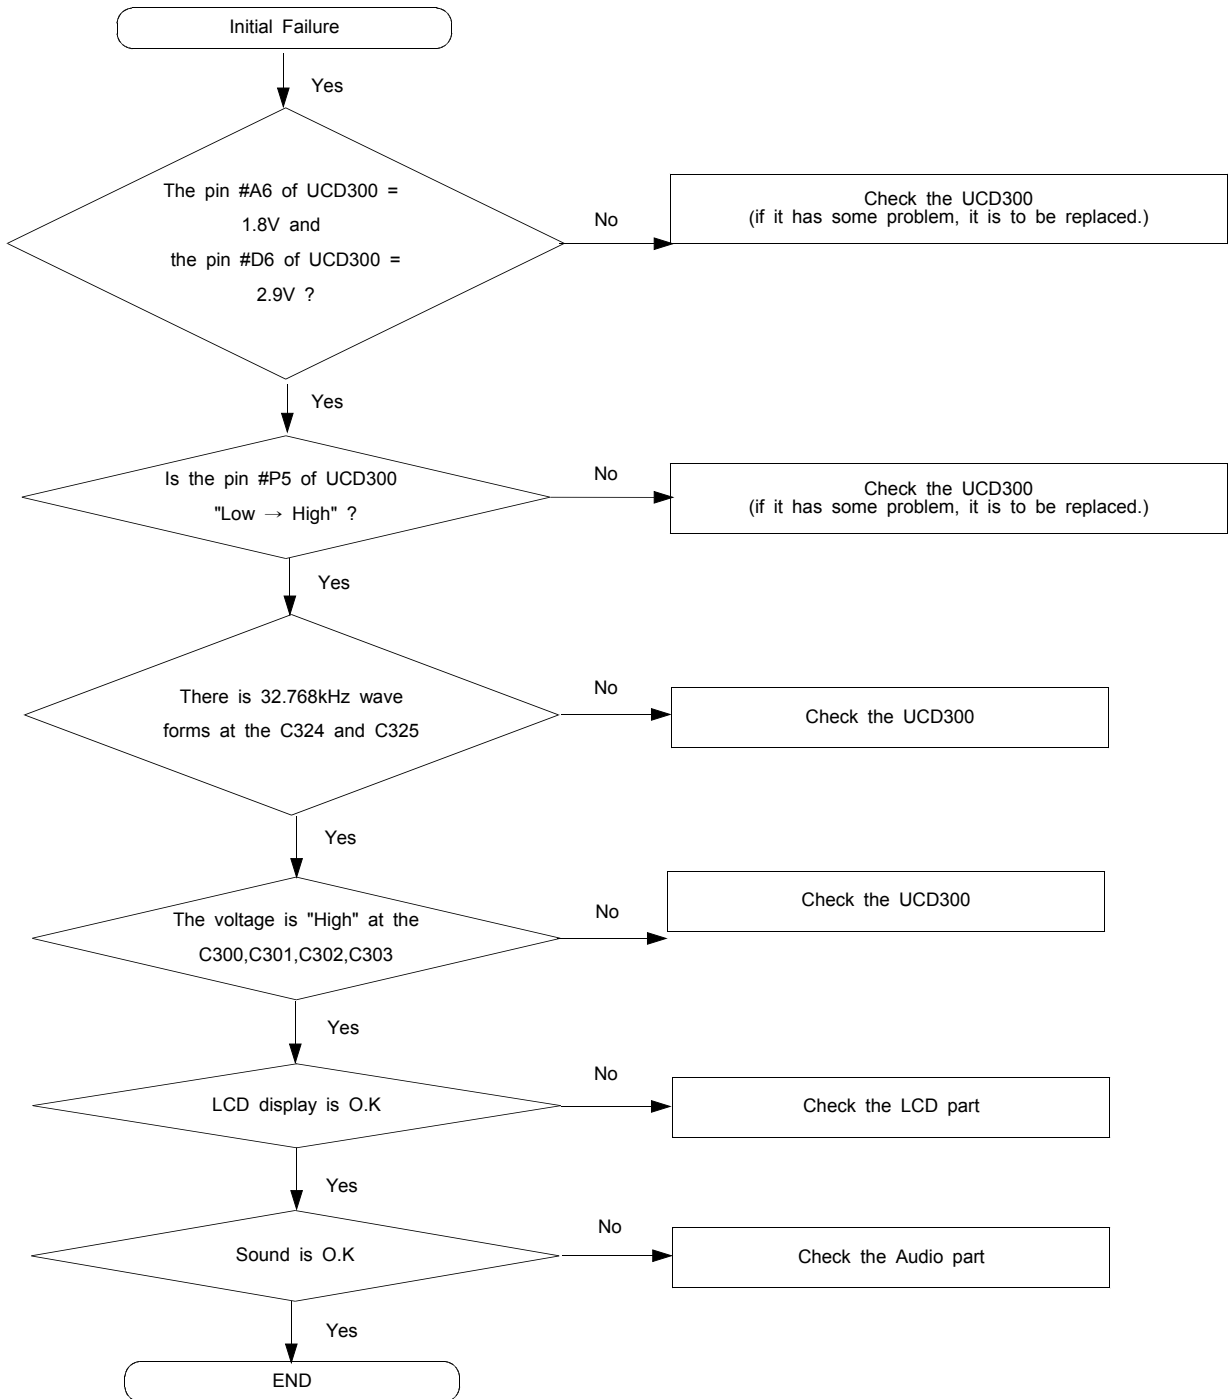 Initial Failure
Yes
The pin #A6 of UCD300 =
1.8V and
the pin #D6 of UCD300 =
2.9V ?
No
Check the UCD300
(if it has some problem, it is to be replaced.)
Yes
Is the pin #P5 of UCD300
"Low → High" ?
No
Check the UCD300
(if it has some problem, it is to be replaced.)
Yes
There is 32.768kHz wave
forms at the C324 and C325
No
Check the UCD300
Yes
The voltage is "High" at the
C300,C301,C302,C303
No
Check the UCD300
Yes
LCD display is O.K
No
Check the LCD part
Yes
Sound is O.K
No
Check the Audio part
Yes
END